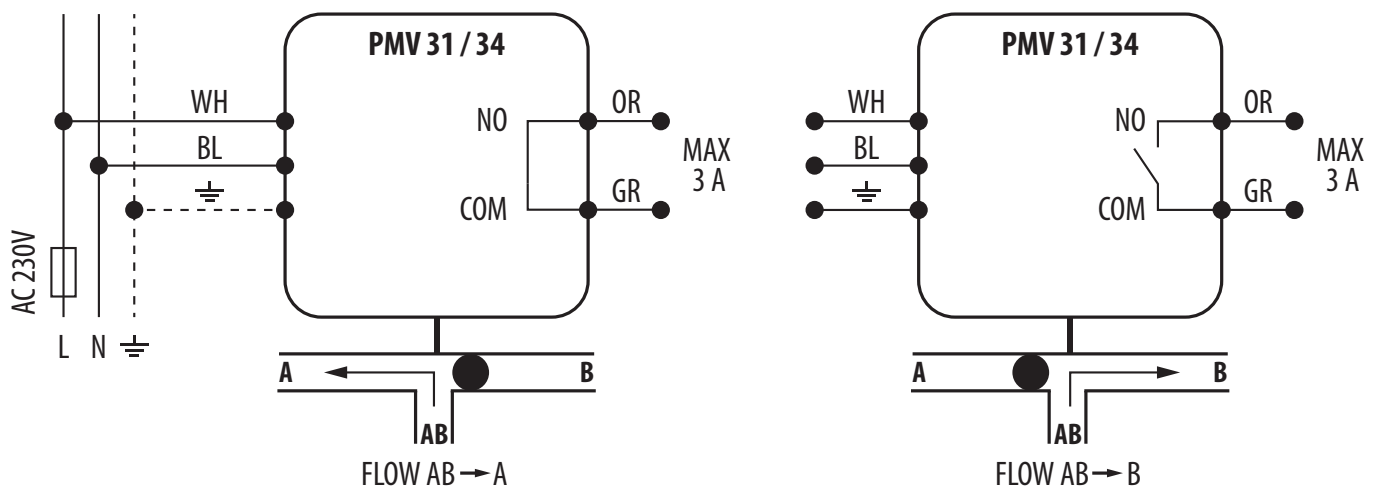 PMV 31 / 34
WH
NO
OR
BL
MAX
3 A
COM
GR
AC 230V
L N
A
B
AB
FLOW AB → A
PMV 31 / 34
WH
NO
OR
BL
MAX
3 A
COM
GR
A
B
AB
FLOW AB → B